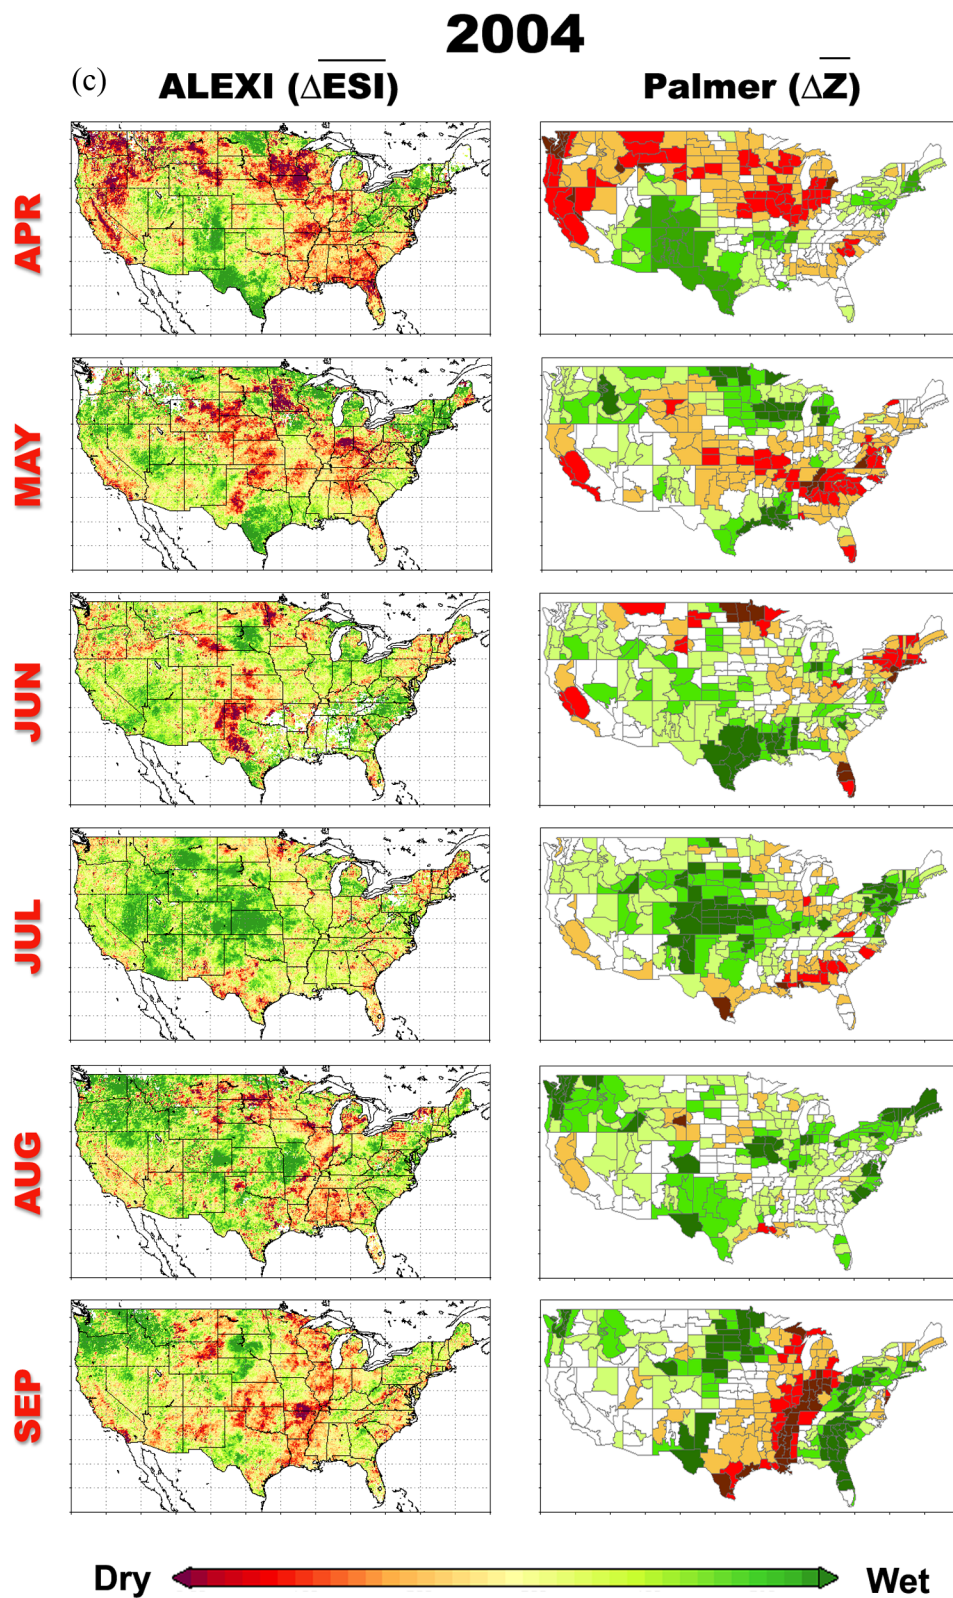 2004
(c) ALEXI (ΔESI) Palmer (ΔZ)
APR
MAY
JUN
JUL
AUG
SEP
Dry Wet